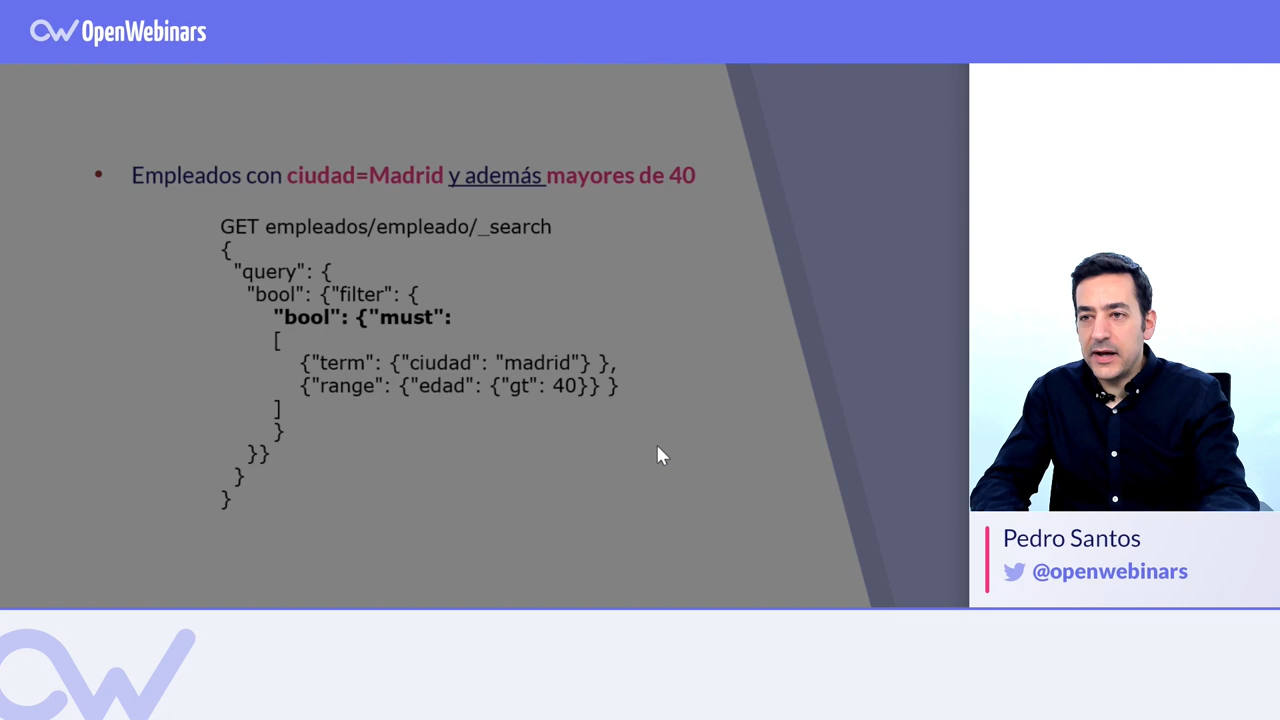 OpenWebinars
• Empleados con ciudad=Madrid y además mayores de 40
GET empleados/empleado/_search
{
"query": {
"bool": {"filter": {
"bool": {"must":
[
{"term": {"ciudad": "madrid"} },
{"range": {"edad": {"gt": 40}} }
]
}
}}
}
}
Pedro Santos
@openwebinars